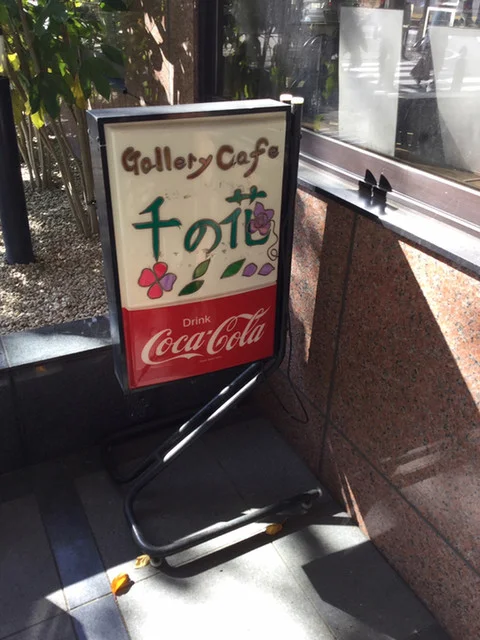 Gallery Cafe
千の花
Drink
Coca-Cola